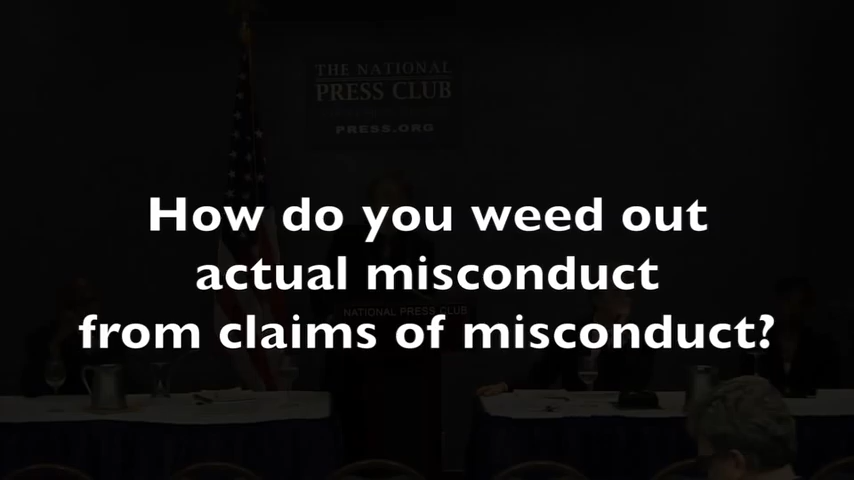 THE NATIONAL
PRESS CLUB
PRESS.ORG
How do you weed out
actual misconduct
NATIONAL PRESS CLUB
from claims of misconduct?